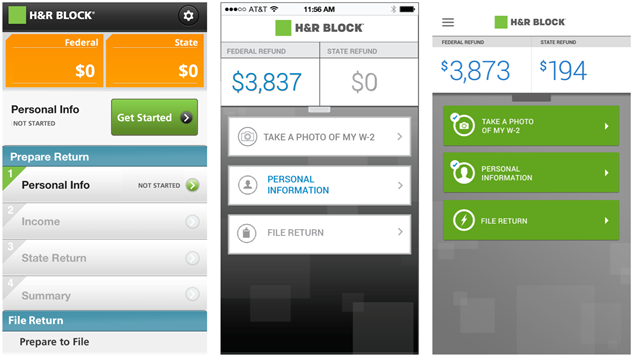 H&R BLOCK®
Federal
$0
State
$0
Personal Info
NOT STARTED
Get Started
Prepare Return
1
Personal Info
NOT STARTED
2
Income
3
State Return
4
Summary
File Return
Prepare to File
AT&T
11:56 AM
H&R BLOCK®
FEDERAL REFUND
STATE REFUND
$3,837
$0
TAKE A PHOTO OF MY W-2
PERSONAL
INFORMATION
FILE RETURN
H&R BLOCK®
FEDERAL REFUND
STATE REFUND
$3,873
$194
TAKE A PHOTO
OF MY W-2
PERSONAL
INFORMATION
FILE RETURN